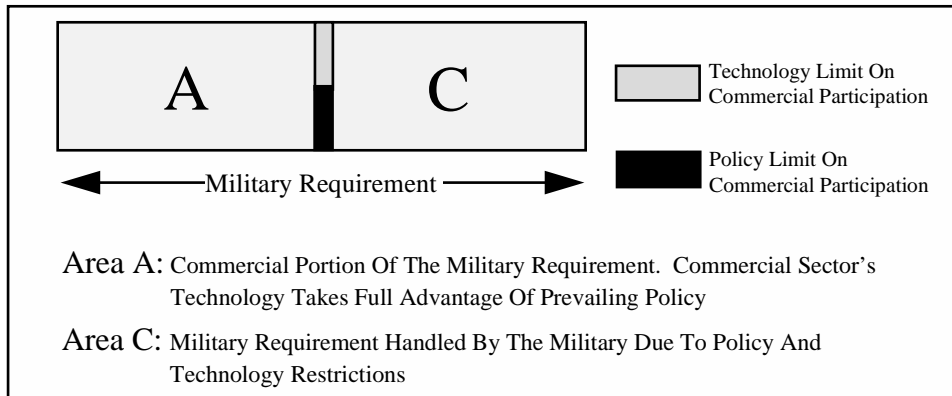 A
C
Technology Limit On
Commercial Participation
Policy Limit On
Commercial Participation
Military Requirement
Area A: Commercial Portion Of The Military Requirement.  Commercial Sector's
Technology Takes Full Advantage Of Prevailing Policy
Area C: Military Requirement Handled By The Military Due To Policy And
Technology Restrictions